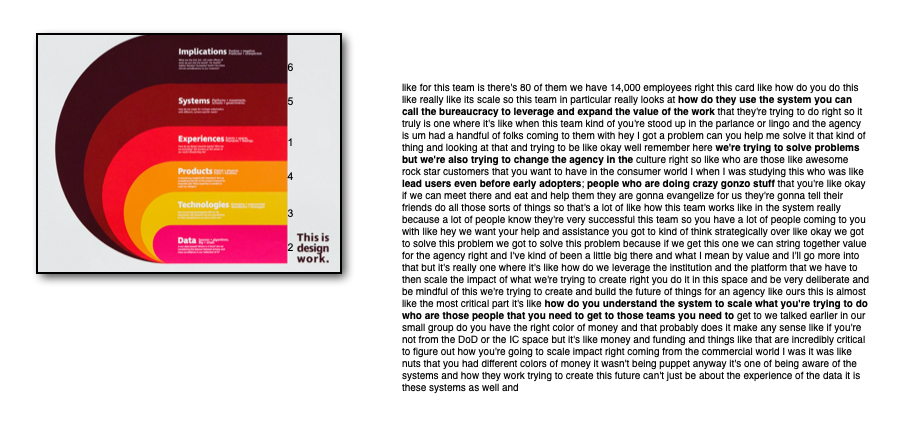 Implications
6
Systems
5
Experiences
1
Products
4
Technologies
3
Data
2
This is
design
work.
like for this team is there's 80 of them we have 14,000 employees right this card like how do you do this
like really like its scale so this team in particular really looks at how do they use the system you can
call the bureaucracy to leverage and expand the value of the work that they're trying to do right so it
truly is one where it's like when this team kind of you're stood up in the parlance or lingo and the agency
is um had a handful of folks coming to them with hey I got a problem can you help me solve it that kind of
thing and looking at that and trying to be like okay well remember here we're trying to solve problems
but we're also trying to change the agency in the culture right so like who are those like awesome
rock star customers that you want to have in the consumer world I when I was studying this who was like
lead users even before early adopters; people who are doing crazy gonzo stuff that you're like okay
if we can meet there and eat and help them they are gonna evangelize for us they're gonna tell their
friends do all those sorts of things so that's a lot of like how this team works like in the system really
because a lot of people know they're very successful this team so you have a lot of people coming to you
with like hey we want your help and assistance you got to kind of think strategically over like okay we got
to solve this problem we got to solve this problem because if we get this one we can string together value
for the agency right and I've kind of been a little big there and what I mean by value and I'll go more into
that but it's really one where it's like how do we leverage the institution and the platform that we have to
then scale the impact of what we're trying to create right you do it in this space and be very deliberate and
be mindful of this we're trying to create and build the future of things for an agency like ours this is almost
like the most critical part it's like how do you understand the system to scale what you're trying to do
who are those people that you need to get to those teams you need to get to we talked earlier in our
small group do you have the right color of money and that probably does it make any sense like if you're
not from the DoD or the IC space but it's like money and funding and things like that are incredibly critical
to figure out how you're going to scale impact right coming from the commercial world I was it was like
nuts that you had different colors of money it wasn't being puppet anyway it's one of being aware of the
systems and how they work trying to create this future can't just be about the experience of the data it is
these systems as well and